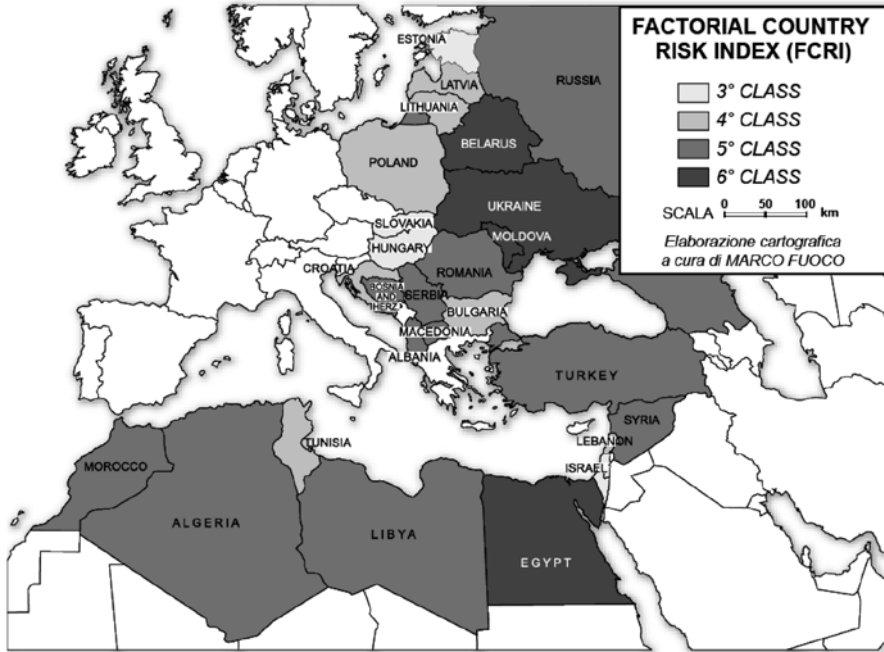 FACTORIAL COUNTRY
RISK INDEX (FCRI)
3° CLASS
4° CLASS
5° CLASS
6° CLASS
SCALA 0 50 100 km
Elaborazione cartografica
a cura di MARCO FUOCO
ESTONIA
RUSSIA
LATVIA
LITHUANIA
BELARUS
POLAND
UKRAINE
SLOVAKIA
MOLDOVA
HUNGARY
ROMANIA
CROATIA
BOSNIA
AND
HERZ.
SERBIA
BULGARIA
MACEDONIA
ALBANIA
TURKEY
SYRIA
LEBANON
TUNISIA
ISRAEL
MOROCCO
ALGERIA
LIBYA
EGYPT